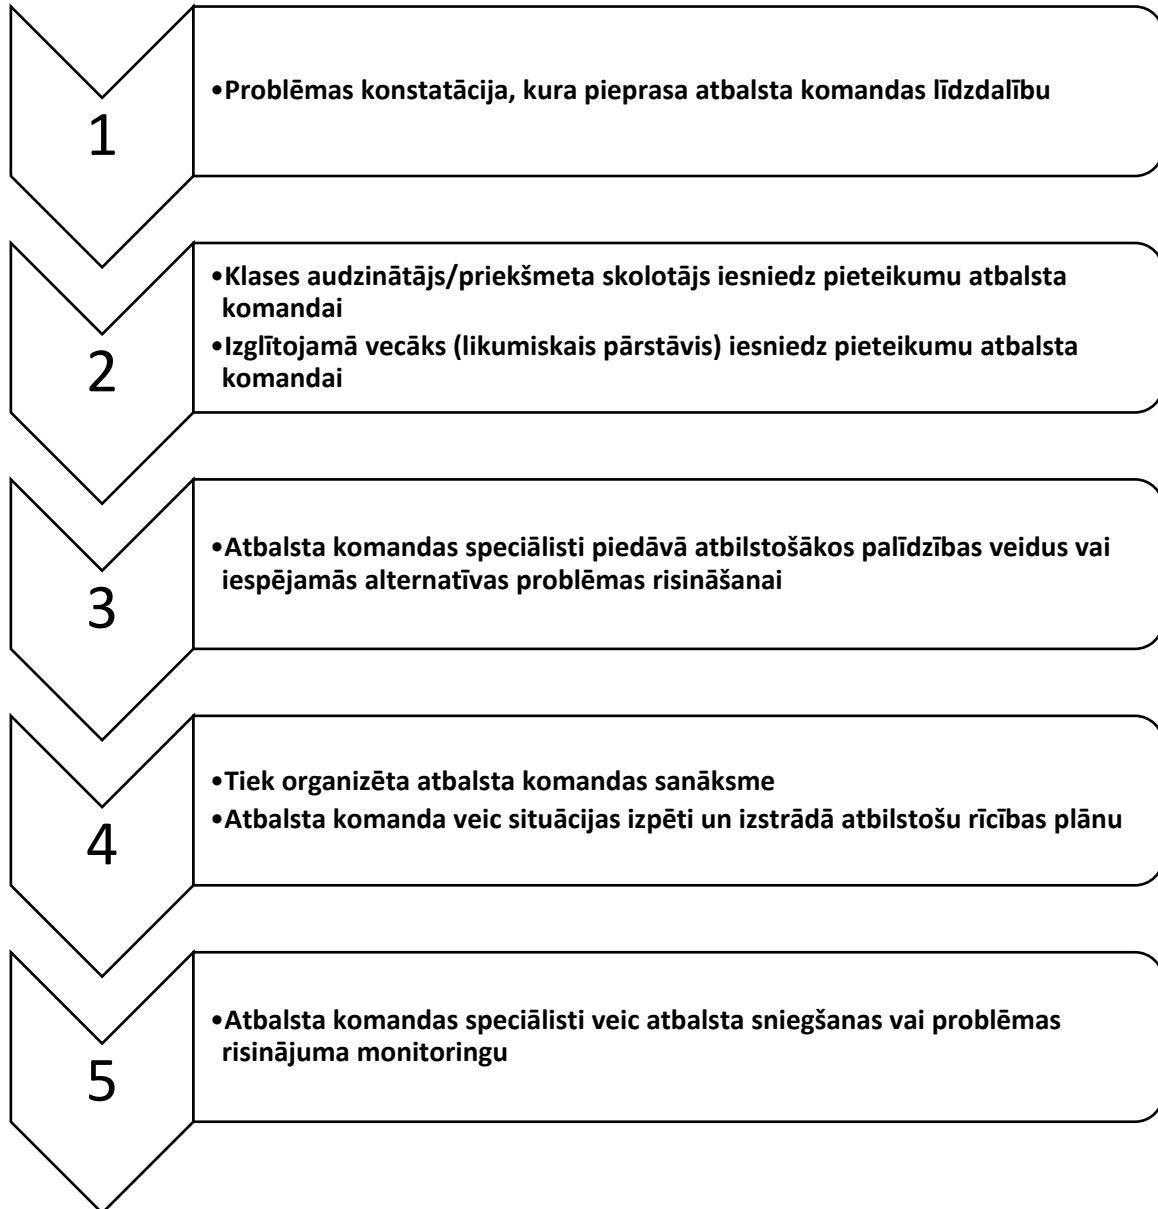 1
•Problēmas konstatācija, kura pieprasa atbalsta komandas līdzdalību
2
•Klases audzinātājs/priekšmeta skolotājs iesniedz pieteikumu atbalsta
komandai
•Izglītojamā vecāks (likumiskais pārstāvis) iesniedz pieteikumu atbalsta
komandai
3
•Atbalsta komandas speciālisti piedāvā atbilstošākos palīdzības veidus vai
iespējamās alternatīvas problēmas risināšanai
4
•Tiek organizēta atbalsta komandas sanāksme
•Atbalsta komanda veic situācijas izpēti un izstrādā atbilstošu rīcības plānu
5
•Atbalsta komandas speciālisti veic atbalsta sniegšanas vai problēmas
risinājuma monitoringu